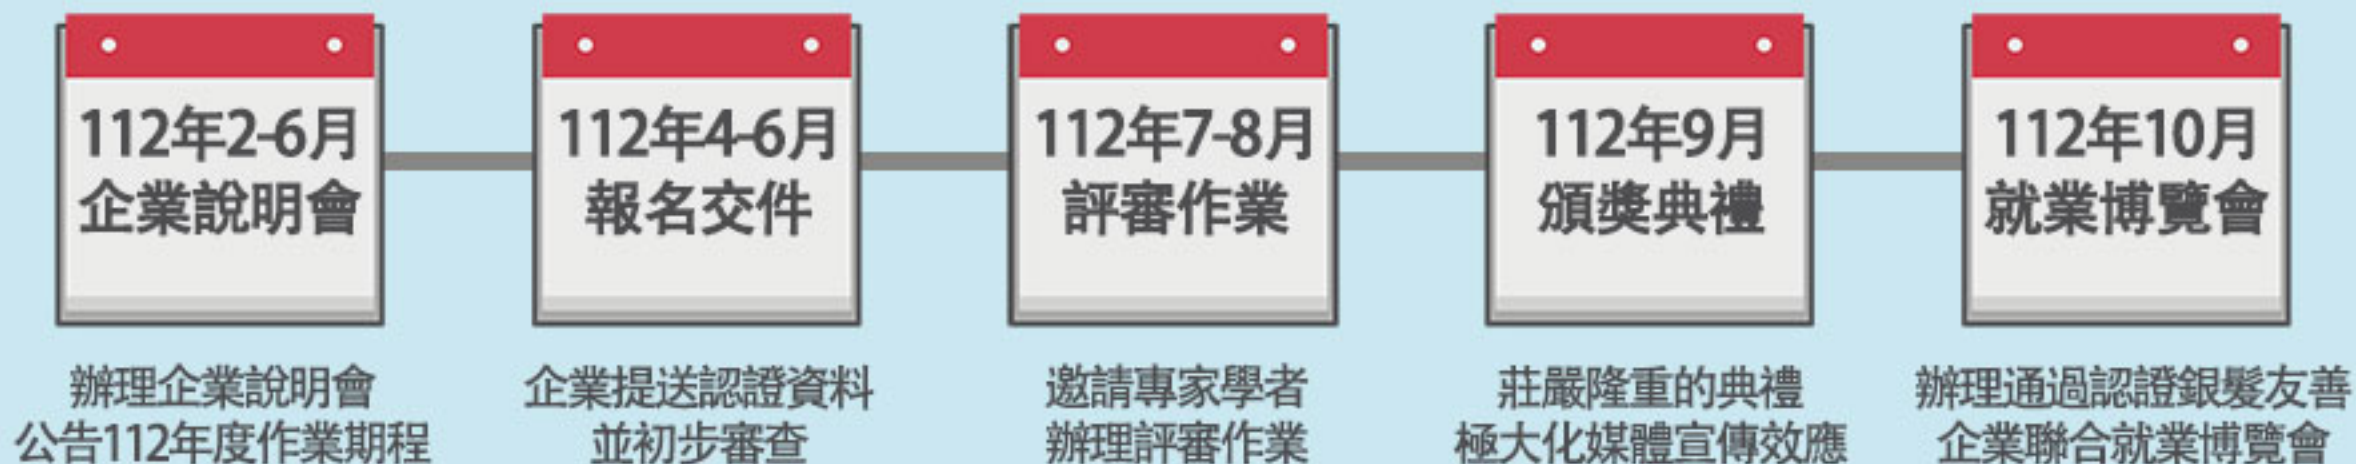 112年2-6月
企業說明會
辦理企業說明會
公告112年度作業期程
112年4-6月
報名交件
企業提送認證資料
並初步審查
112年7-8月
評審作業
邀請專家學者
辦理評審作業
112年9月
頒獎典禮
莊嚴隆重的典禮
極大化媒體宣傳效應
112年10月
就業博覽會
辦理通過認證銀髮友善
企業聯合就業博覽會